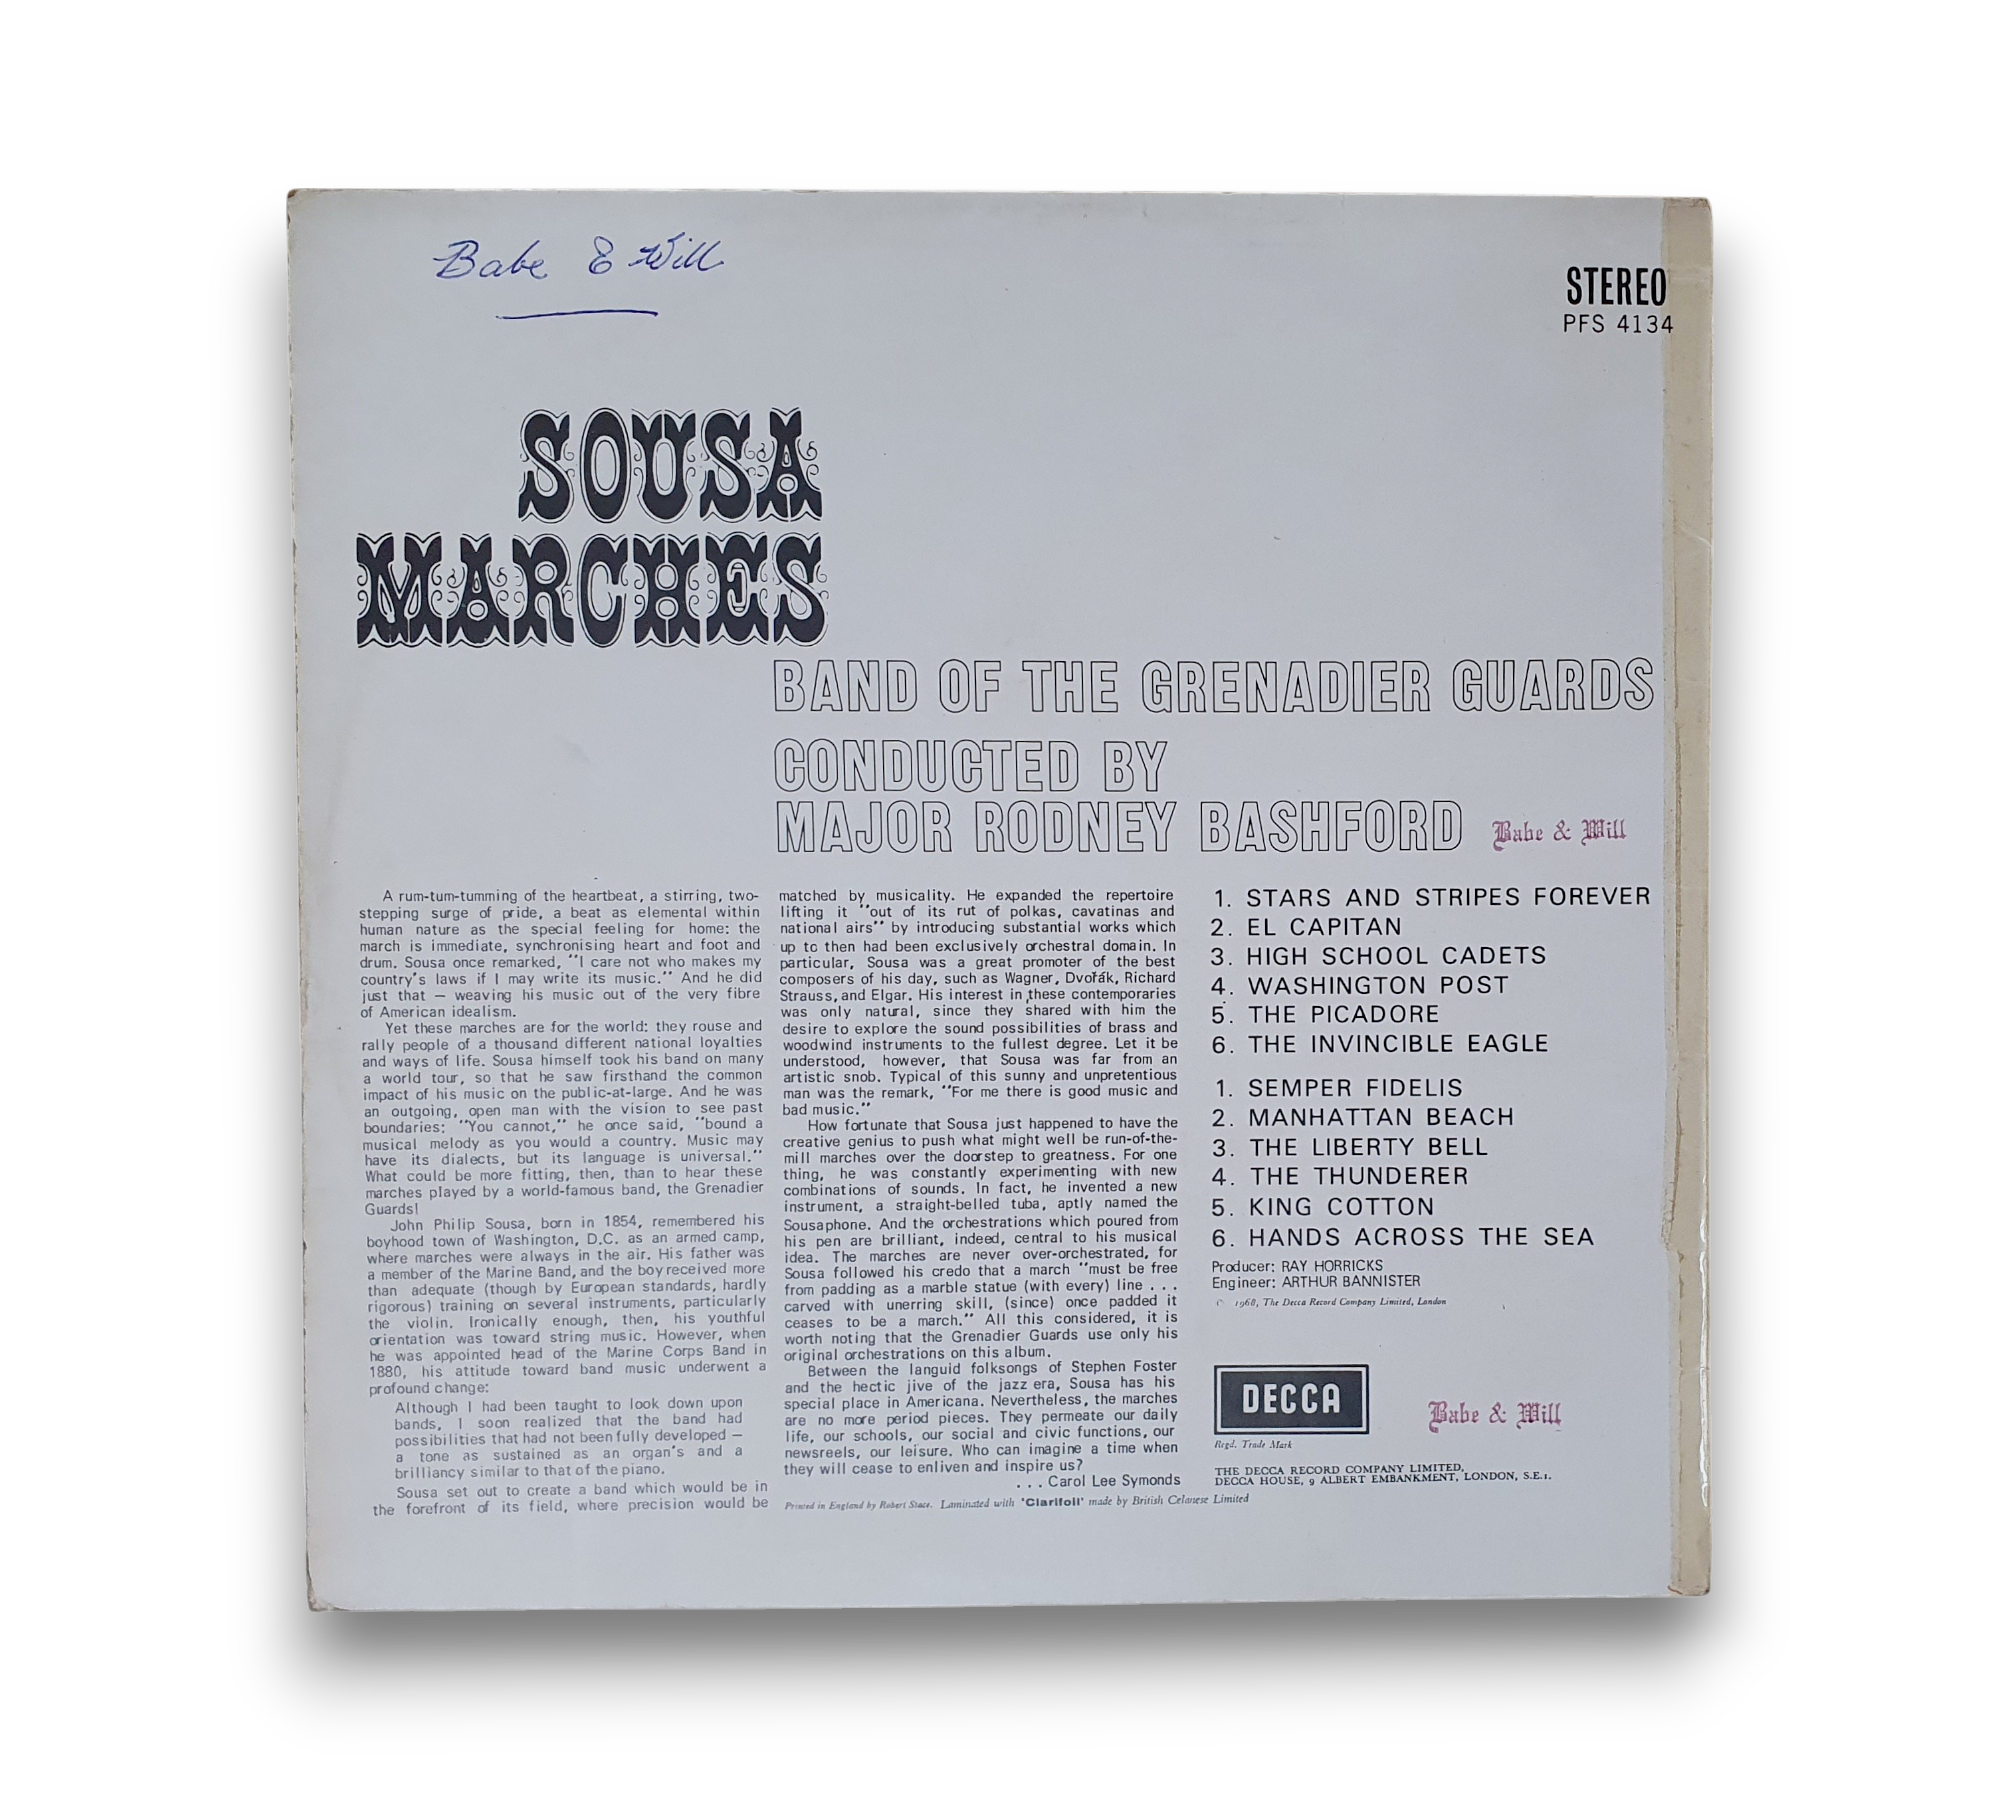 Babe & Will
STEREO
PFS 4134
SOUSA
MARCHES
BAND OF THE GRENADIER GUARDS
CONDUCTED BY
MAJOR RODNEY BASHFORD
Babe & Will
A rum-tum-tumming of the heartbeat, a stirring, two-
stepping surge of pride, a beat as elemental within
human nature as the special feeling for home: the
march is immediate, synchronising heart and foot and
drum. Sousa once remarked, "I care not who makes my
country's laws if I may write its music." And he did
just that — weaving his music out of the very fibre
of American idealism.
Yet these marches are for the world: they rouse and
rally people of a thousand different national loyalties
and ways of life. Sousa himself took his band on many
a world tour, so that he saw firsthand the common
impact of his music on the public-at-large. And he was
an outgoing, open man with the vision to see past
boundaries: "You cannot," he once said, "bound a
musical melody as you would a country. Music may
have its dialects, but its language is universal."
What could be more fitting, then, than to hear these
marches played by a world-famous band, the Grenadier
Guards!
John Philip Sousa, born in 1854, remembered his
boyhood town of Washington, D.C. as an armed camp,
where marches were always in the air. His father was
a member of the Marine Band, and the boy received more
than adequate (though by European standards, hardly
rigorous) training on several instruments, particularly
the violin. Ironically enough, then, his youthful
orientation was toward string music. However, when
he was appointed head of the Marine Corps Band in
1880, his attitude toward band music underwent a
profound change:
Although I had been taught to look down upon
bands, I soon realized that the band had
possibilities that had not been fully developed —
a tone as sustained as an organ's and a
brilliancy similar to that of the piano.
Sousa set out to create a band which would be in
the forefront of its field, where precision would be
matched by musicality. He expanded the repertoire
lifting it "out of its rut of polkas, cavatinas and
national airs" by introducing substantial works which
up to then had been exclusively orchestral domain. In
particular, Sousa was a great promoter of the best
composers of his day, such as Wagner, Dvořák, Richard
Strauss, and Elgar. His interest in these contemporaries
was only natural, since they shared with him the
desire to explore the sound possibilities of brass and
woodwind instruments to the fullest degree. Let it be
understood, however, that Sousa was far from an
artistic snob. Typical of this sunny and unpretentious
man was the remark, "For me there is good music and
bad music."
How fortunate that Sousa just happened to have the
creative genius to push what might well be run-of-the-
mill marches over the doorstep to greatness. For one
thing, he was constantly experimenting with new
combinations of sounds. In fact, he invented a new
instrument, a straight-belled tuba, aptly named the
Sousaphone. And the orchestrations which poured from
his pen are brilliant, indeed, central to his musical
idea. The marches are never over-orchestrated, for
Sousa followed his credo that a march "must be free
from padding as a marble statue (with every) line . . .
carved with unerring skill, (since) once padded it
ceases to be a march." All this considered, it is
worth noting that the Grenadier Guards use only his
original orchestrations on this album.
Between the languid folksongs of Stephen Foster
and the hectic jive of the jazz era, Sousa has his
special place in Americana. Nevertheless, the marches
are no more period pieces. They permeate our daily
life, our schools, our social and civic functions, our
newsreels, our leisure. Who can imagine a time when
they will cease to enliven and inspire us?
. . . Carol Lee Symonds
Printed in England by Robert Stace. Laminated with 'Clarifoil' made by British Celanese Limited
1. STARS AND STRIPES FOREVER
2. EL CAPITAN
3. HIGH SCHOOL CADETS
4. WASHINGTON POST
5. THE PICADORE
6. THE INVINCIBLE EAGLE
1. SEMPER FIDELIS
2. MANHATTAN BEACH
3. THE LIBERTY BELL
4. THE THUNDERER
5. KING COTTON
6. HANDS ACROSS THE SEA
Producer: RAY HORRICKS
Engineer: ARTHUR BANNISTER
© 1968, The Decca Record Company Limited, London
DECCA
Regd. Trade Mark
Babe & Will
THE DECCA RECORD COMPANY LIMITED,
DECCA HOUSE, 9 ALBERT EMBANKMENT, LONDON, S.E.1.